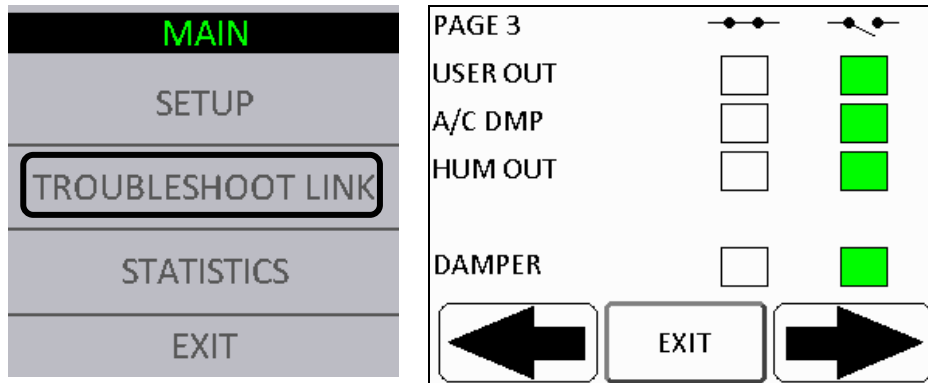 MAIN
SETUP
TROUBLESHOOT LINK
STATISTICS
EXIT
PAGE 3
USER OUT
A/C DMP
HUM OUT
DAMPER
EXIT